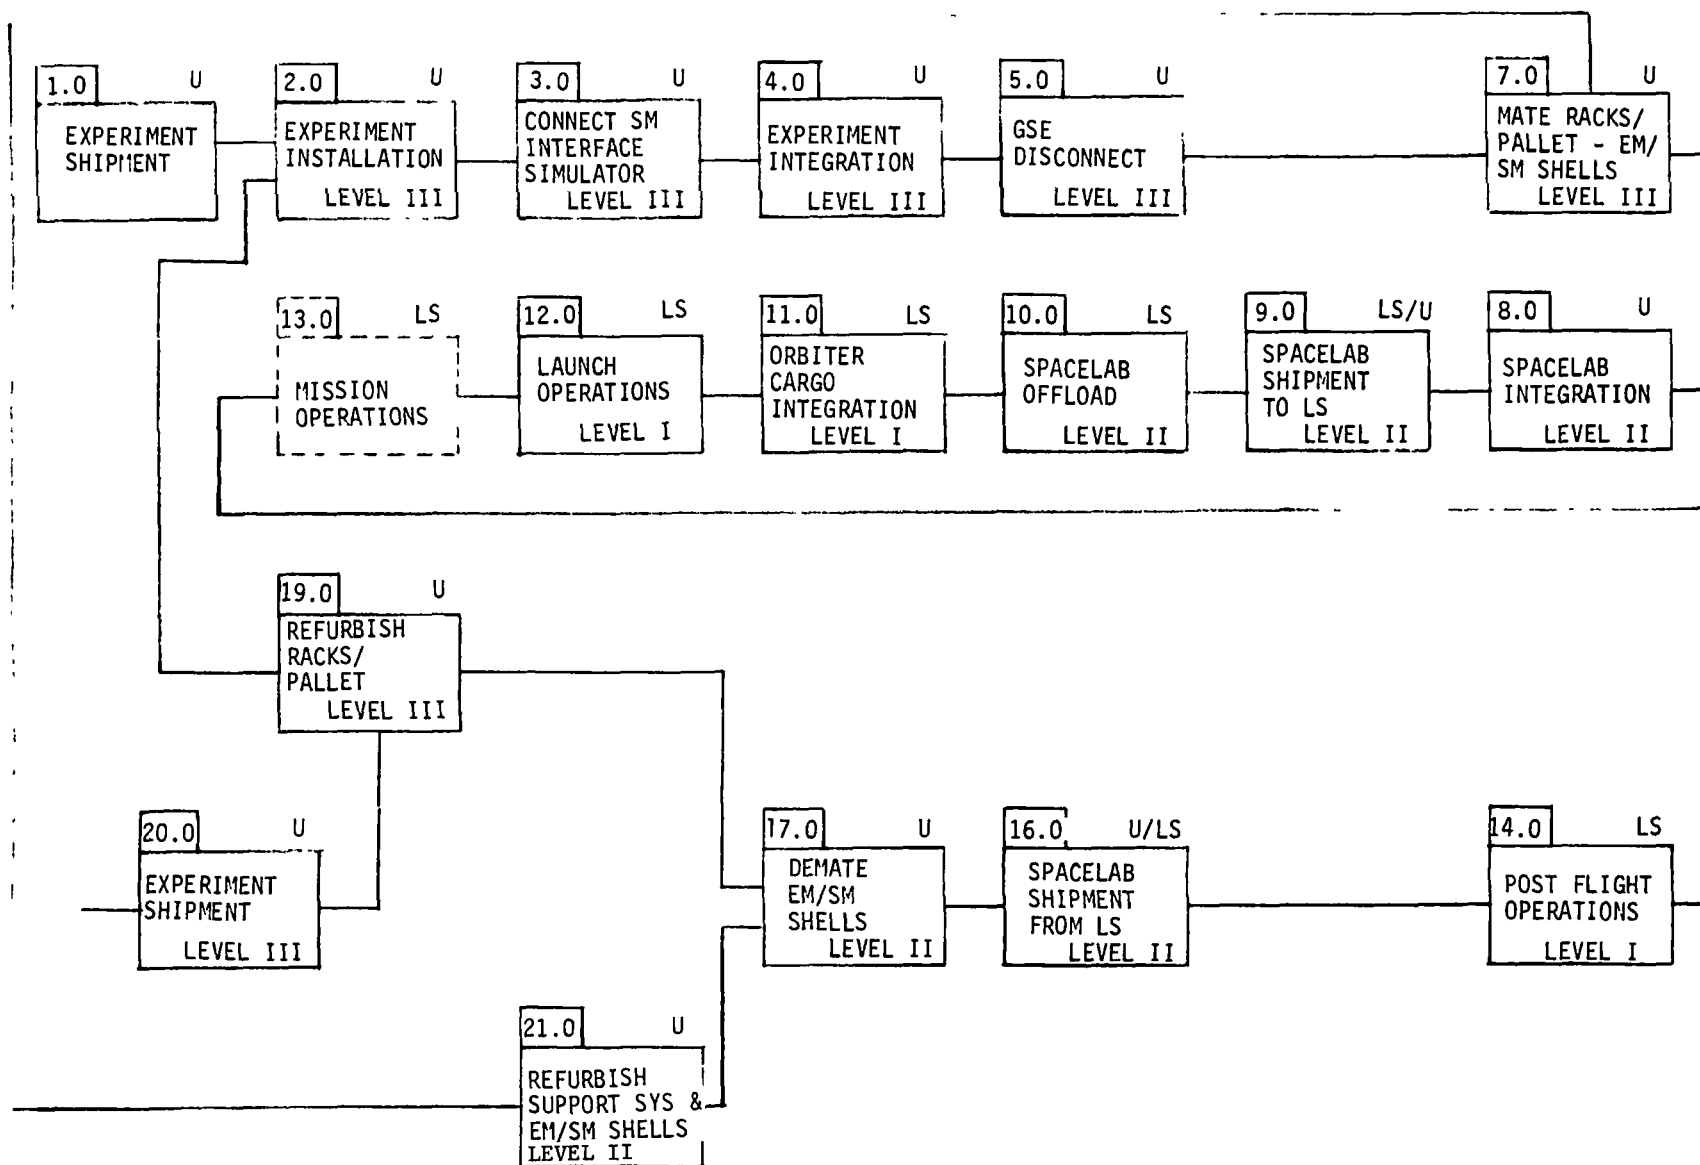 1.0 U
EXPERIMENT
SHIPMENT
2.0 U
EXPERIMENT
INSTALLATION
LEVEL III
3.0 U
CONNECT SM
INTERFACE
SIMULATOR
LEVEL III
4.0 U
EXPERIMENT
INTEGRATION
LEVEL III
5.0 U
GSE
DISCONNECT
LEVEL III
7.0 U
MATE RACKS/
PALLET - EM/
SM SHELLS
LEVEL III
13.0 LS
MISSION
OPERATIONS
12.0 LS
LAUNCH
OPERATIONS
LEVEL I
11.0 LS
ORBITER
CARGO
INTEGRATION
LEVEL I
10.0 LS
SPACELAB
OFFLOAD
LEVEL II
9.0 LS/U
SPACELAB
SHIPMENT
TO LS
LEVEL II
8.0 U
SPACELAB
INTEGRATION
LEVEL II
19.0 U
REFURBISH
RACKS/
PALLET
LEVEL III
20.0 U
EXPERIMENT
SHIPMENT
LEVEL III
17.0 U
DEMATE
EM/SM
SHELLS
LEVEL II
16.0 U/LS
SPACELAB
SHIPMENT
FROM LS
LEVEL II
14.0 LS
POST FLIGHT
OPERATIONS
LEVEL I
21.0 U
REFURBISH
SUPPORT SYS &
EM/SM SHELLS
LEVEL II